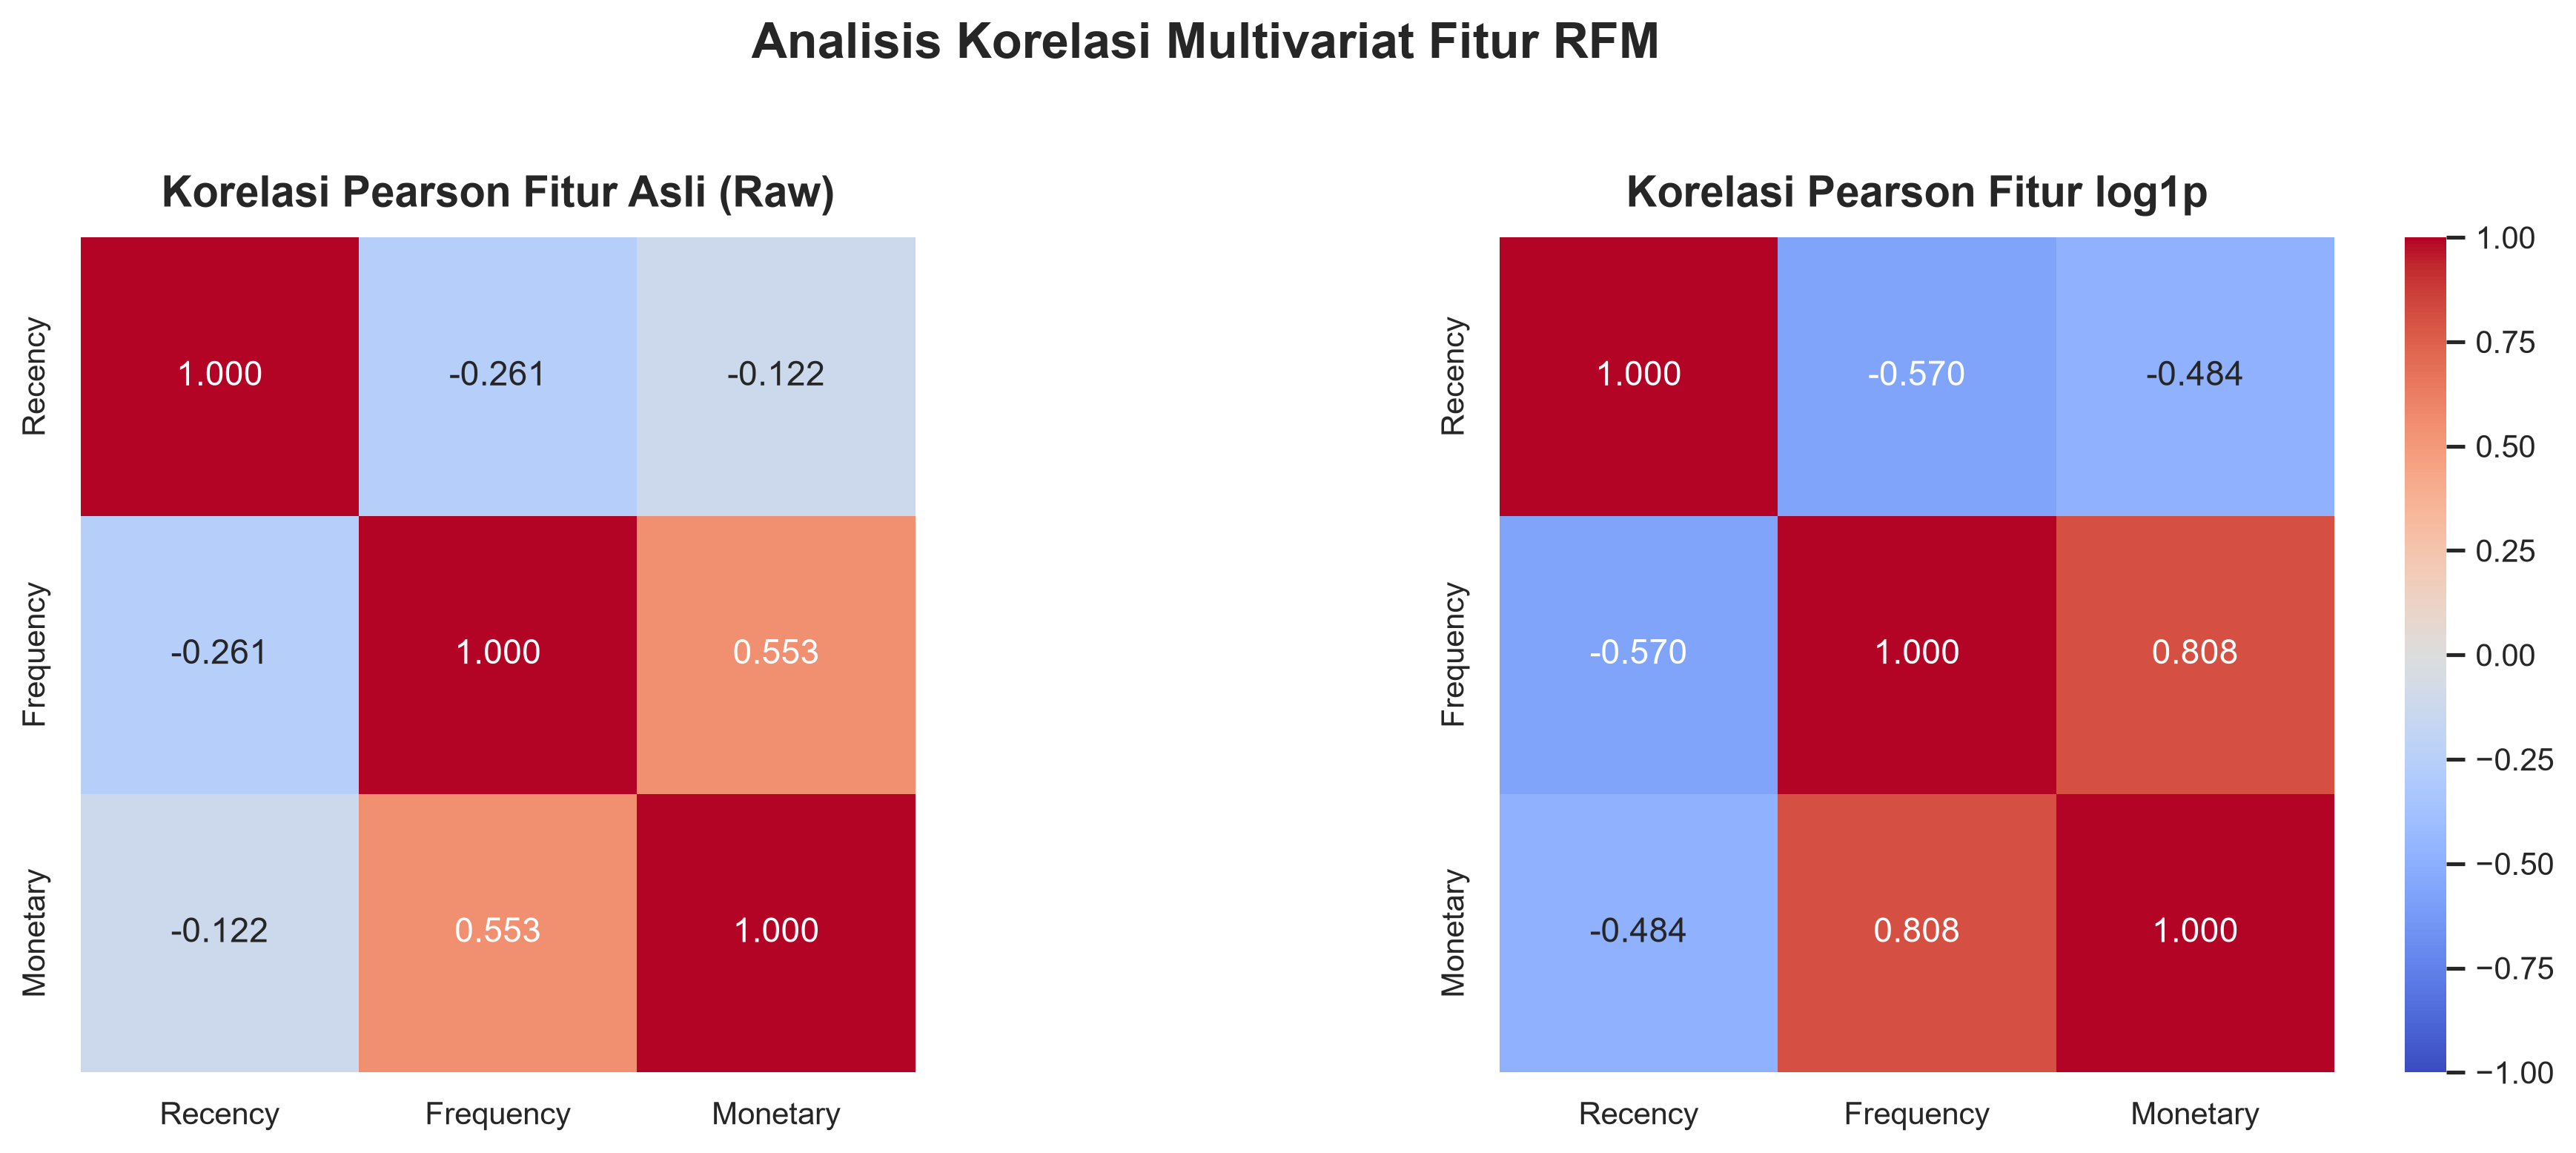 Analisis Korelasi Multivariat Fitur RFM
Korelasi Pearson Fitur Asli (Raw)
Recency
1.000
-0.261
-0.122
Frequency
-0.261
1.000
0.553
Monetary
-0.122
0.553
1.000
Recency
Frequency
Monetary
Korelasi Pearson Fitur log1p
Recency
1.000
-0.570
-0.484
Frequency
-0.570
1.000
0.808
Monetary
-0.484
0.808
1.000
Recency
Frequency
Monetary
1.00
0.75
0.50
0.25
0.00
−0.25
−0.50
−0.75
−1.00